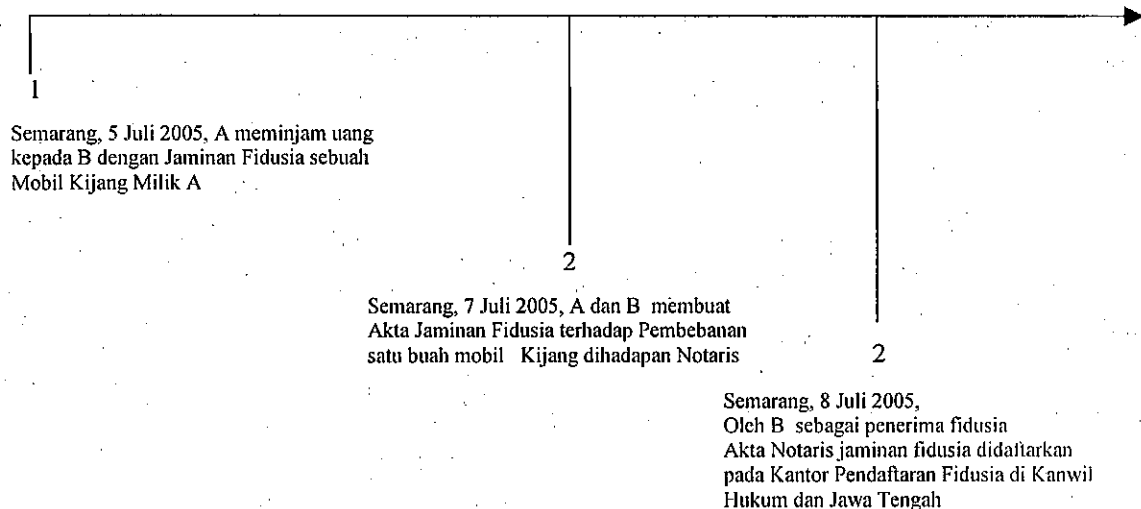 1
Semarang, 5 Juli 2005, A meminjam uang
kepada B dengan Jaminan Fidusia sebuah
Mobil Kijang Milik A
2
Semarang, 7 Juli 2005, A dan B membuat
Akta Jaminan Fidusia terhadap Pembebanan
satu buah mobil Kijang dihadapan Notaris
2
Semarang, 8 Juli 2005,
Oleh B sebagai penerima fidusia
Akta Notaris jaminan fidusia didaftarkan
pada Kantor Pendaftaran Fidusia di Kanwil
Hukum dan Jawa Tengah